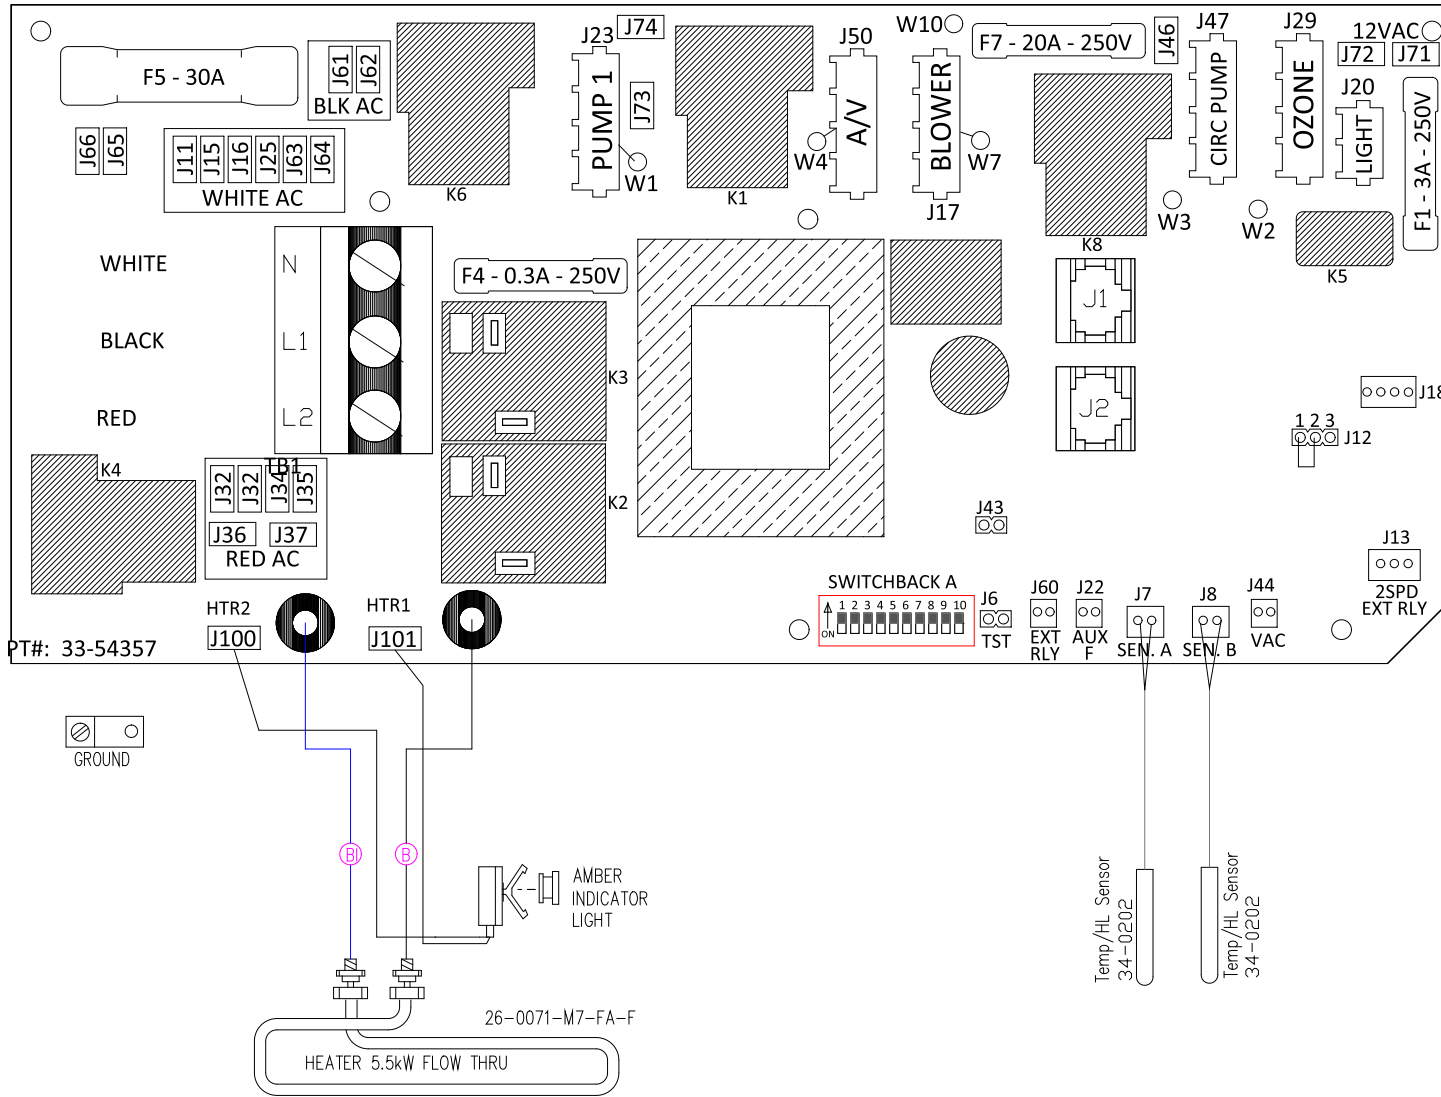 J23
J74
W10
J50
F7 - 20A - 250V
J46
J47
J29
12VAC
J72
J71
F5 - 30A
J61
J62
BLK AC
PUMP 1
J73
A/V
BLOWER
CIRC PUMP
OZONE
J20
LIGHT
F1 - 3A - 250V
J66
J65
J11
J15
J16
J25
J63
J64
WHITE AC
K6
W1
K1
W4
J17
W7
K8
W3
W2
K5
WHITE
N
F4 - 0.3A - 250V
J1
BLACK
L1
K3
J2
J18
RED
L2
1 2 3
J12
TB1
K4
J32
J32
J34
J35
J36
J37
RED AC
K2
J43
J13
2SPD
EXT RLY
HTR2
J100
HTR1
J101
SWITCHBACK A
1 2 3 4 5 6 7 8 9 10
ON
J6
TST
J60
EXT
RLY
J22
AUX
F
J7
SEN. A
J8
SEN. B
J44
VAC
PT#: 33-54357
GROUND
Bl
B
AMBER
INDICATOR
LIGHT
Temp/HL Sensor
34-0202
Temp/HL Sensor
34-0202
26-0071-M7-FA-F
HEATER 5.5kW FLOW THRU